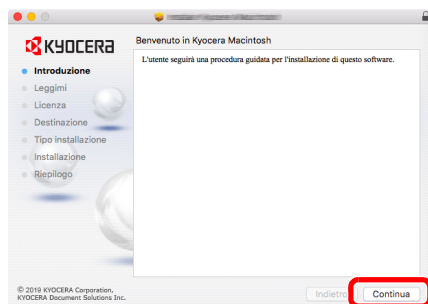 KYOCERA
Benvenuto in Kyocera Macintosh
L'utente seguirà una procedura guidata per l'installazione di questo software.
Introduzione
Leggimi
Licenza
Destinazione
Tipo installazione
Installazione
Riepilogo
© 2019 KYOCERA Corporation,
KYOCERA Document Solutions Inc.
Indietro
Continua